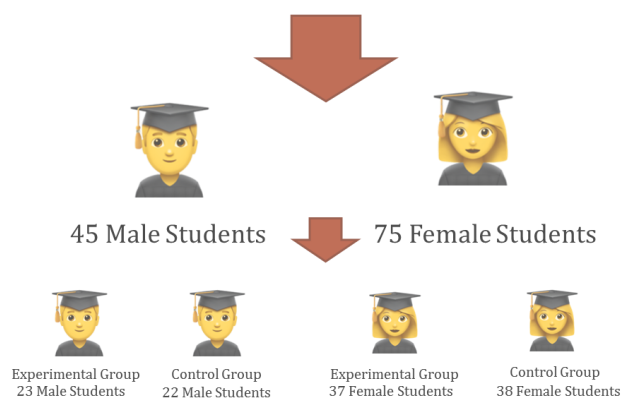 45 Male Students
75 Female Students
Experimental Group
23 Male Students
Control Group
22 Male Students
Experimental Group
37 Female Students
Control Group
38 Female Students